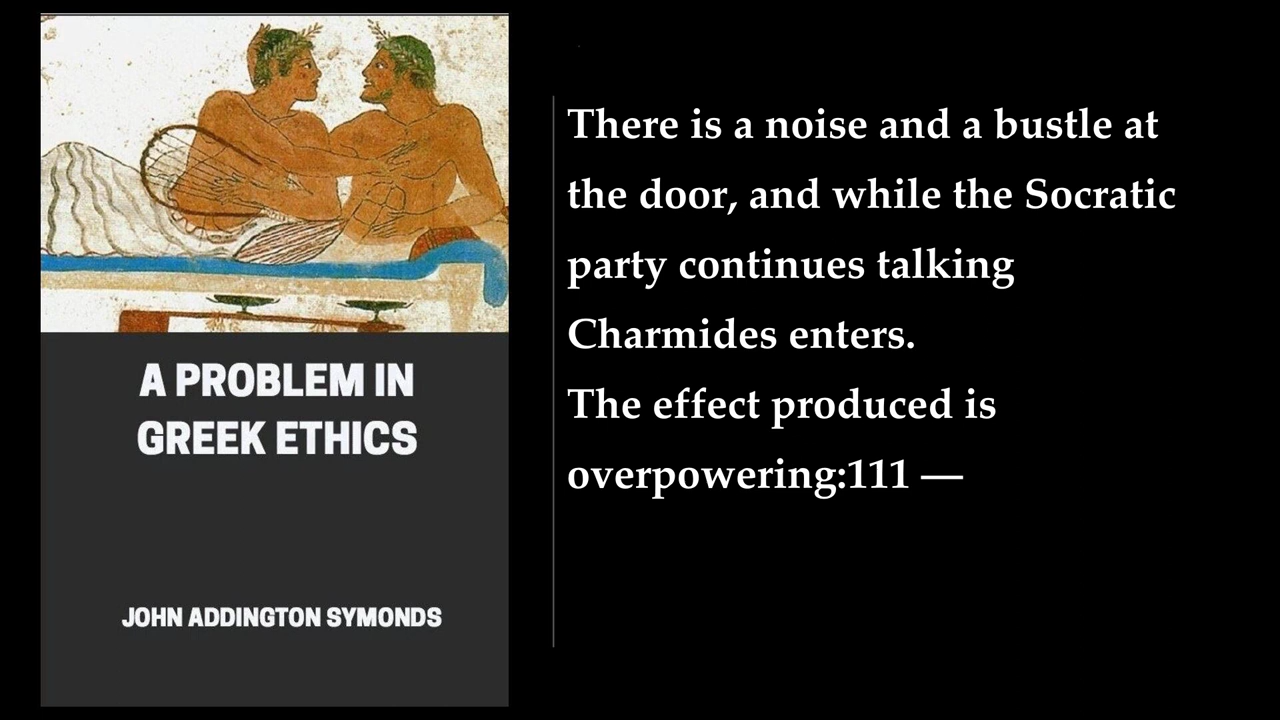 A PROBLEM IN
GREEK ETHICS
JOHN ADDINGTON SYMONDS
There is a noise and a bustle at
the door, and while the Socratic
party continues talking
Charmides enters.
The effect produced is
overpowering:111 —